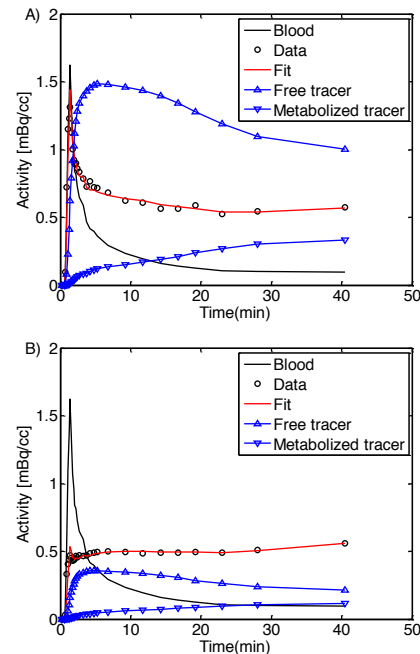 A)
2
1.5
1
0.5
0
Activity [mBq/cc]
Blood
Data
Fit
Free tracer
Metabolized tracer
0 10 20 30 40 50
Time(min)
B)
2
1.5
1
0.5
0
Activity [mBq/cc]
Blood
Data
Fit
Free tracer
Metabolized tracer
0 10 20 30 40 50
Time(min)